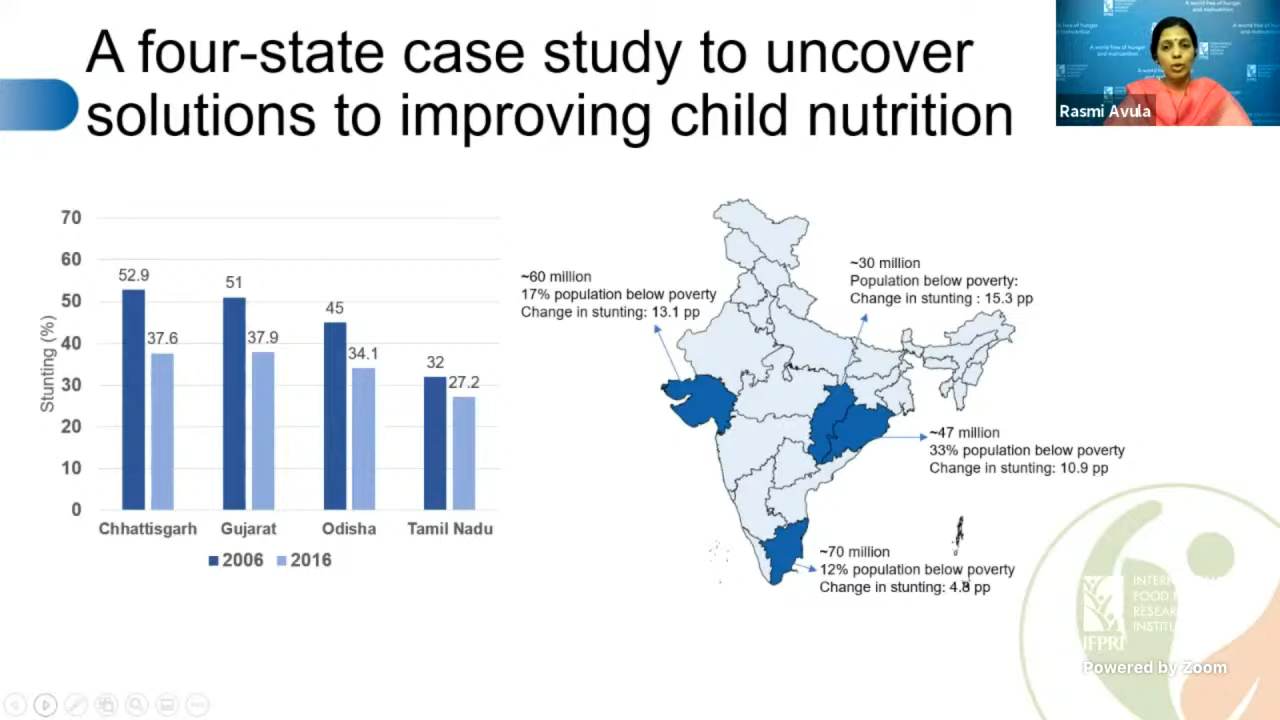 A four-state case study to uncover
solutions to improving child nutrition
Rasmi Avula
70
60
50
40
30
20
10
0
Stunting (%)
52.9
37.6
51
37.9
45
34.1
32
27.2
Chhattisgarh
Gujarat
Odisha
Tamil Nadu
2006
2016
~60 million
17% population below poverty
Change in stunting: 13.1 pp
~30 million
Population below poverty:
Change in stunting : 15.3 pp
~47 million
33% population below poverty
Change in stunting: 10.9 pp
~70 million
12% population below poverty
Change in stunting: 4.8 pp
IFPRI
Powered by Zoom